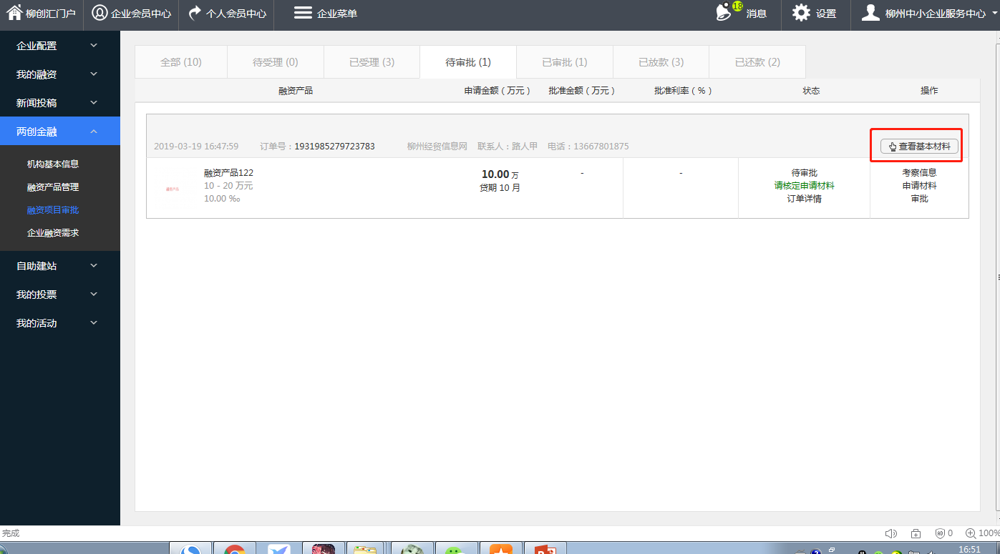 柳创汇门户 企业会员中心 个人会员中心 企业菜单 18 消息 设置 柳州中小企业服务中心
企业配置
我的融资
新闻投稿
两创金融
机构基本信息
融资产品管理
融资项目审批
企业融资需求
自助建站
我的投票
我的活动
全部 (10) 待受理 (0) 已受理 (3) 待审批 (1) 已审批 (1) 已放款 (3) 已还款 (2)
融资产品 申请金额（万元） 批准金额（万元） 批准利率（%） 状态 操作
2019-03-19 16:47:59 订单号：1931985279723783 柳州经贸信息网 联系人：路人甲 电话：13667801875 查看基本材料
融资产品122 10.00 万 - - 待审批 考察信息
10 - 20 万元 贷期 10 月 请核定申请材料 申请材料
10.00 ‰ 订单详情 审批
完成 0 100%
16:51